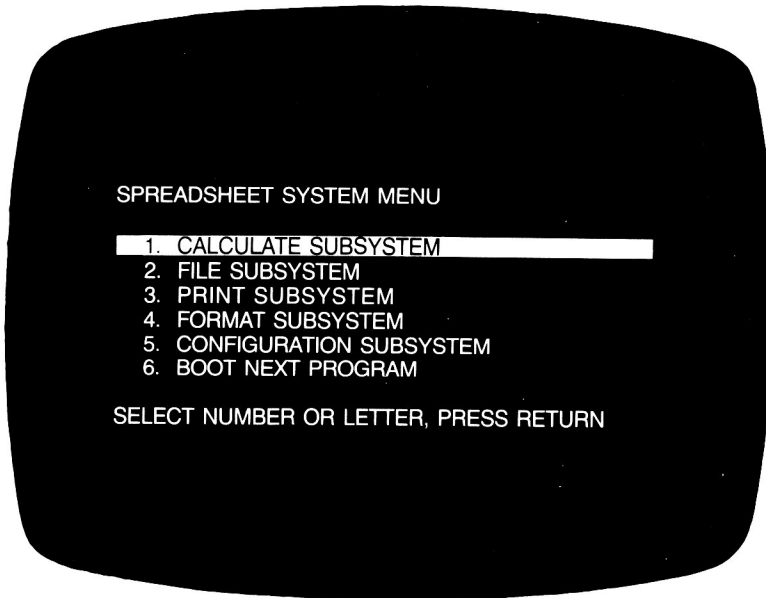 SPREADSHEET SYSTEM MENU
1. CALCULATE SUBSYSTEM
2. FILE SUBSYSTEM
3. PRINT SUBSYSTEM
4. FORMAT SUBSYSTEM
5. CONFIGURATION SUBSYSTEM
6. BOOT NEXT PROGRAM
SELECT NUMBER OR LETTER, PRESS RETURN